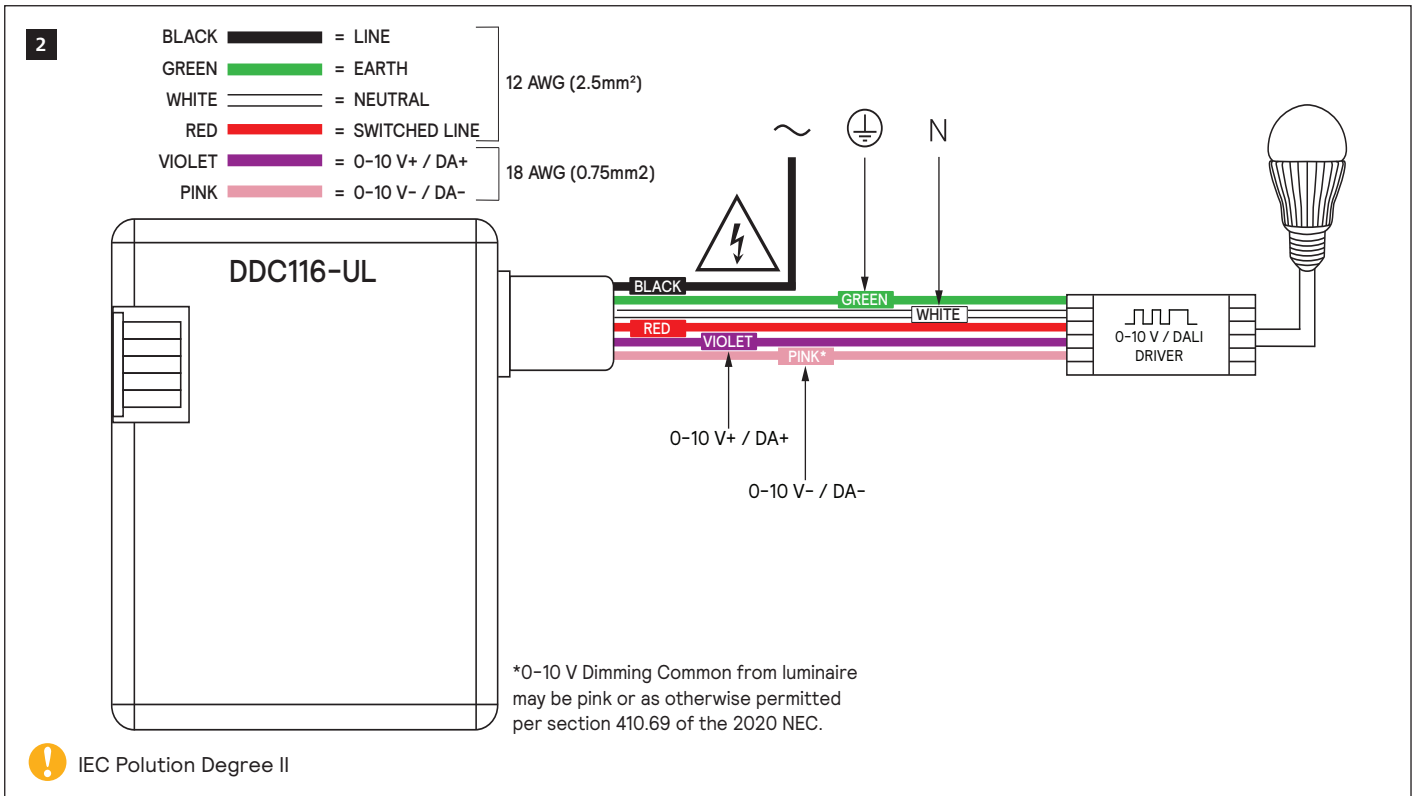 2
BLACK = LINE
GREEN = EARTH
WHITE = NEUTRAL
RED = SWITCHED LINE
12 AWG (2.5mm²)
VIOLET = 0-10 V+ / DA+
PINK = 0-10 V- / DA-
18 AWG (0.75mm2)
N
DDC116-UL
BLACK
GREEN
WHITE
RED
VIOLET
PINK*
0-10 V / DALI
DRIVER
0-10 V+ / DA+
0-10 V- / DA-
*0-10 V Dimming Common from luminaire
may be pink or as otherwise permitted
per section 410.69 of the 2020 NEC.
! IEC Polution Degree II